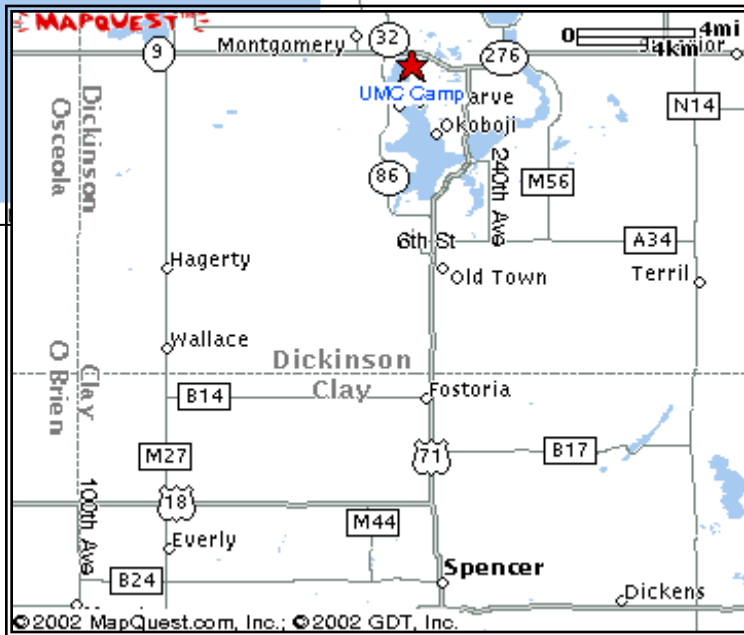 MAPQUEST™
32
0 4mi
4km
Montgomery
9
276
UMC Camp
arve
Okoboji
N14
Dickinson
Osceola
86
240th Ave
M56
6th St
A34
Hagerty
Old Town
Terril
Wallace
Dickinson
Clay
Clay
O Brien
B14
Fostoria
M27
71
B17
100th Ave
18
M44
Everly
Spencer
B24
Dickens
©2002 MapQuest.com, Inc.; ©2002 GDT, Inc.